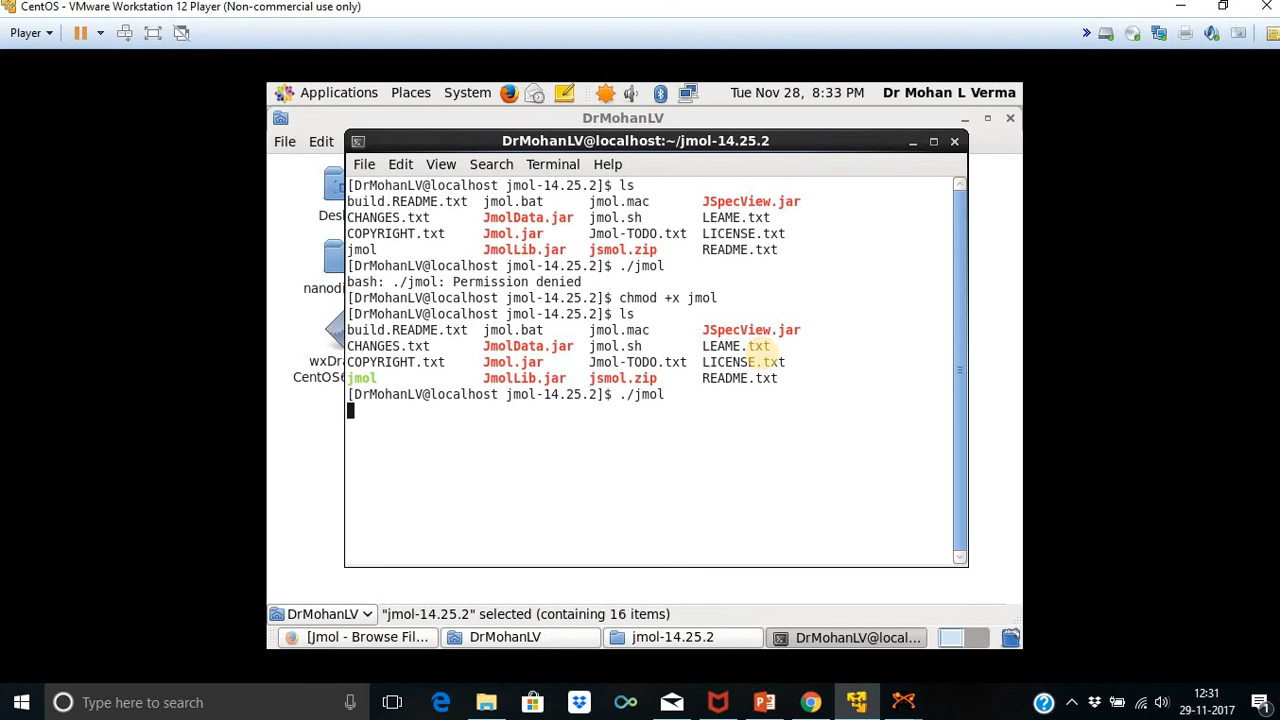 CentOS - VMware Workstation 12 Player (Non-commercial use only)
Player
Applications Places System Tue Nov 28, 8:33 PM Dr Mohan L Verma
DrMohanLV
File Edit
DrMohanLV@localhost:~/jmol-14.25.2
File Edit View Search Terminal Help
[DrMohanLV@localhost jmol-14.25.2]$ ls
build.README.txt jmol.bat jmol.mac JSpecView.jar
CHANGES.txt JmolData.jar jmol.sh LEAME.txt
COPYRIGHT.txt Jmol.jar Jmol-TODO.txt LICENSE.txt
jmol JmolLib.jar jsmol.zip README.txt
[DrMohanLV@localhost jmol-14.25.2]$ ./jmol
bash: ./jmol: Permission denied
[DrMohanLV@localhost jmol-14.25.2]$ chmod +x jmol
[DrMohanLV@localhost jmol-14.25.2]$ ls
build.README.txt jmol.bat jmol.mac JSpecView.jar
CHANGES.txt JmolData.jar jmol.sh LEAME.txt
COPYRIGHT.txt Jmol.jar Jmol-TODO.txt LICENSE.txt
jmol JmolLib.jar jsmol.zip README.txt
[DrMohanLV@localhost jmol-14.25.2]$ ./jmol
Des
nanodi
wxDra
CentOS6
DrMohanLV "jmol-14.25.2" selected (containing 16 items)
[Jmol - Browse Fil... DrMohanLV jmol-14.25.2 DrMohanLV@local...
Type here to search 12:31
29-11-2017